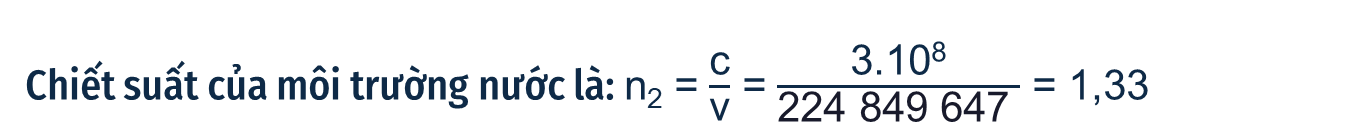 Chiết suất của môi trường nước là: n₂ = c/v = 3.10⁸/224 849 647 = 1,33